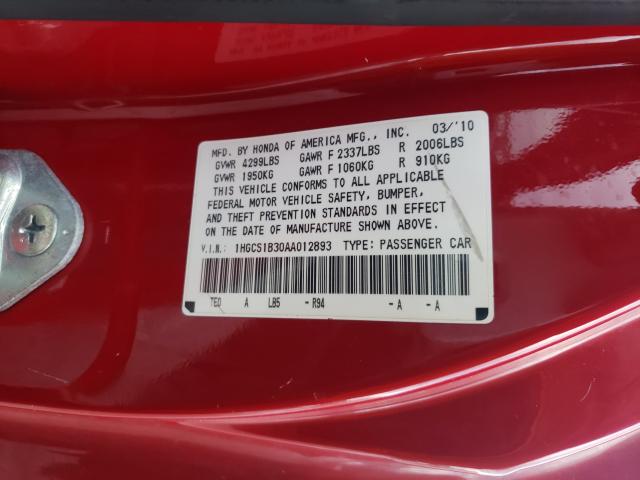 MFD. BY HONDA OF AMERICA MFG., INC. 03/'10
GVWR 4299LBS GAWR F 2337LBS R 2006LBS
GVWR 1950KG GAWR F 1060KG R 910KG
THIS VEHICLE CONFORMS TO ALL APPLICABLE
FEDERAL MOTOR VEHICLE SAFETY, BUMPER,
AND THEFT PREVENTION STANDARDS IN EFFECT
ON THE DATE OF MANUFACTURE SHOWN ABOVE.
V.I.N.: 1HGCS1B30AA012893 TYPE: PASSENGER CAR
TE0 A LB5 -R94 -A -A